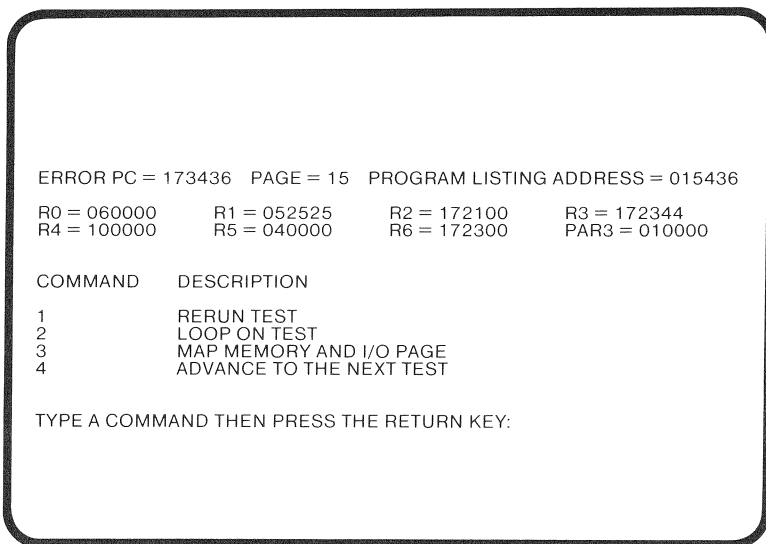 ERROR PC = 173436 PAGE = 15 PROGRAM LISTING ADDRESS = 015436
R0 = 060000 R1 = 052525 R2 = 172100 R3 = 172344
R4 = 100000 R5 = 040000 R6 = 172300 PAR3 = 010000
COMMAND DESCRIPTION
1 RERUN TEST
2 LOOP ON TEST
3 MAP MEMORY AND I/O PAGE
4 ADVANCE TO THE NEXT TEST
TYPE A COMMAND THEN PRESS THE RETURN KEY: